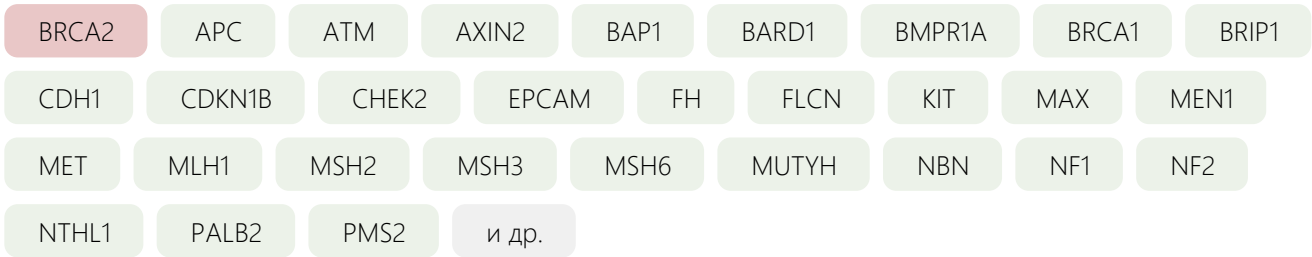 BRCA2 APC ATM AXIN2 BAP1 BARD1 BMPR1A BRCA1 BRIP1
CDH1 CDKN1B CHEK2 EPCAM FH FLCN KIT MAX MEN1
MET MLH1 MSH2 MSH3 MSH6 MUTYH NBN NF1 NF2
NTHL1 PALB2 PMS2 и др.